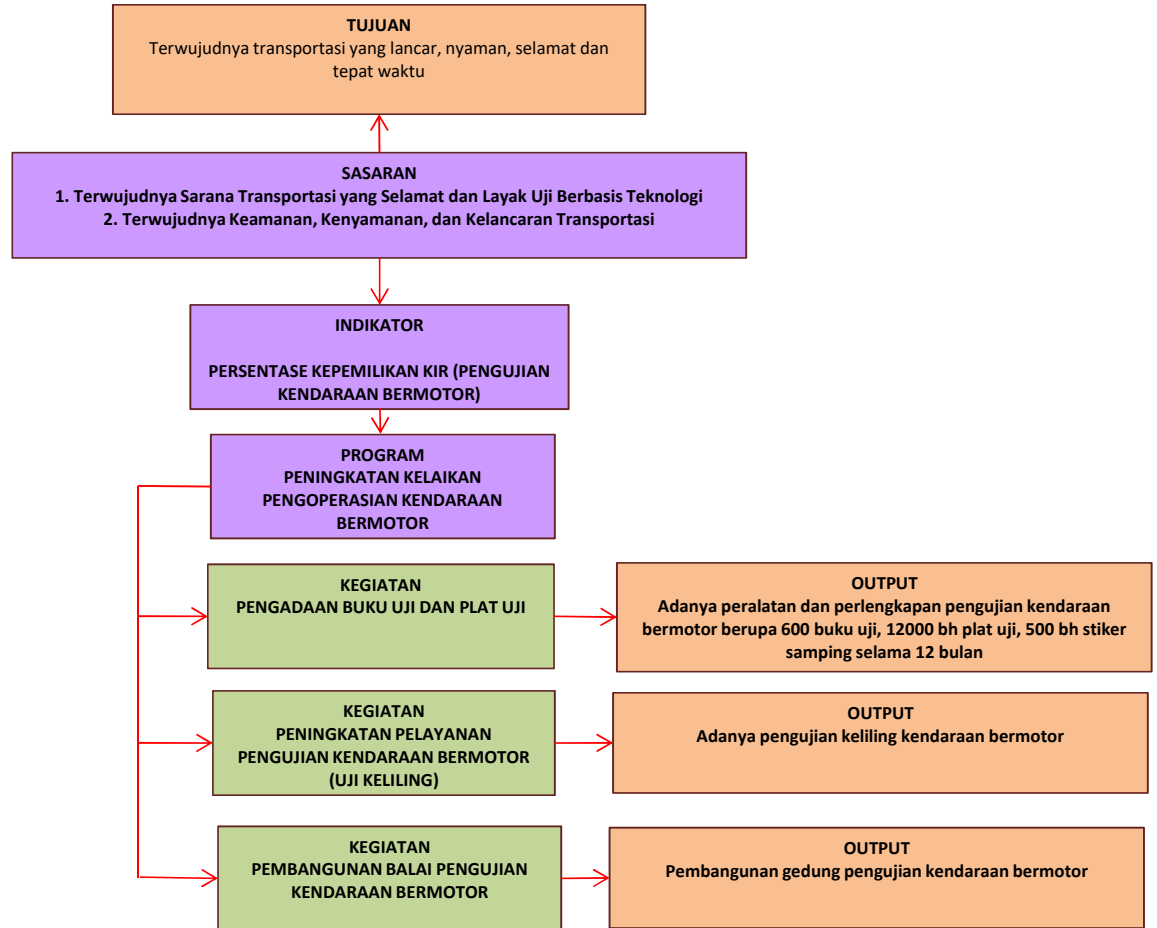 TUJUAN
Terwujudnya transportasi yang lancar, nyaman, selamat dan
tepat waktu
SASARAN
1. Terwujudnya Sarana Transportasi yang Selamat dan Layak Uji Berbasis Teknologi
2. Terwujudnya Keamanan, Kenyamanan, dan Kelancaran Transportasi
INDIKATOR
PERSENTASE KEPEMILIKAN KIR (PENGUJIAN
KENDARAAN BERMOTOR)
PROGRAM
PENINGKATAN KELAIKAN
PENGOPERASIAN KENDARAAN
BERMOTOR
KEGIATAN
PENGADAAN BUKU UJI DAN PLAT UJI
OUTPUT
Adanya peralatan dan perlengkapan pengujian kendaraan
bermotor berupa 600 buku uji, 12000 bh plat uji, 500 bh stiker
samping selama 12 bulan
KEGIATAN
PENINGKATAN PELAYANAN
PENGUJIAN KENDARAAN BERMOTOR
(UJI KELILING)
OUTPUT
Adanya pengujian keliling kendaraan bermotor
KEGIATAN
PEMBANGUNAN BALAI PENGUJIAN
KENDARAAN BERMOTOR
OUTPUT
Pembangunan gedung pengujian kendaraan bermotor